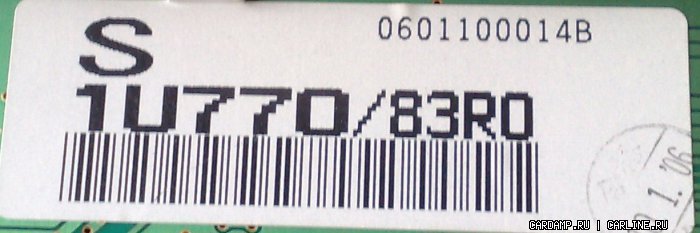 0601100014B
S
1U770/83R0
1. '06
CARDAMP.RU | CARLINE.RU